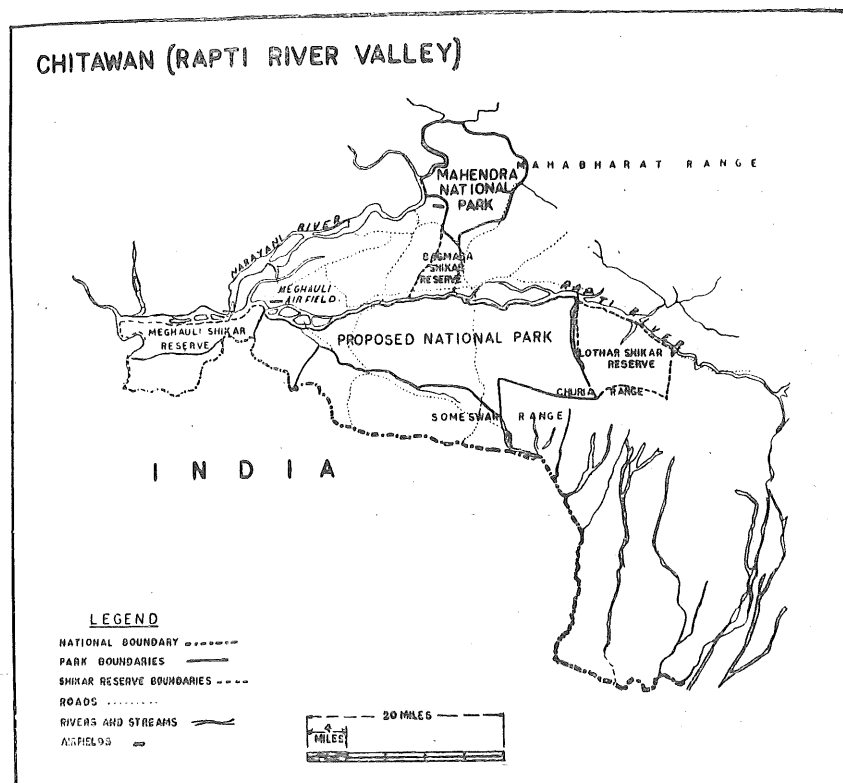 CHITAWAN (RAPTI RIVER VALLEY)
MAHABHARAT RANGE
MAHENDRA
NATIONAL
PARK
NARAYANI RIVER
BAGMARA
SHIKAR
RESERVE
MEGHAULI
AIRFIELD
RAPTI RIVER
MEGHAULI SHIKAR
RESERVE
PROPOSED NATIONAL PARK
LOTHAR SHIKAR
RESERVE
CHURIA RANGE
SOMESWAR RANGE
INDIA
LEGEND
NATIONAL BOUNDARY
PARK BOUNDARIES
SHIKAR RESERVE BOUNDARIES
ROADS
RIVERS AND STREAMS
AIRFIELDS
20 MILES
4
MILES